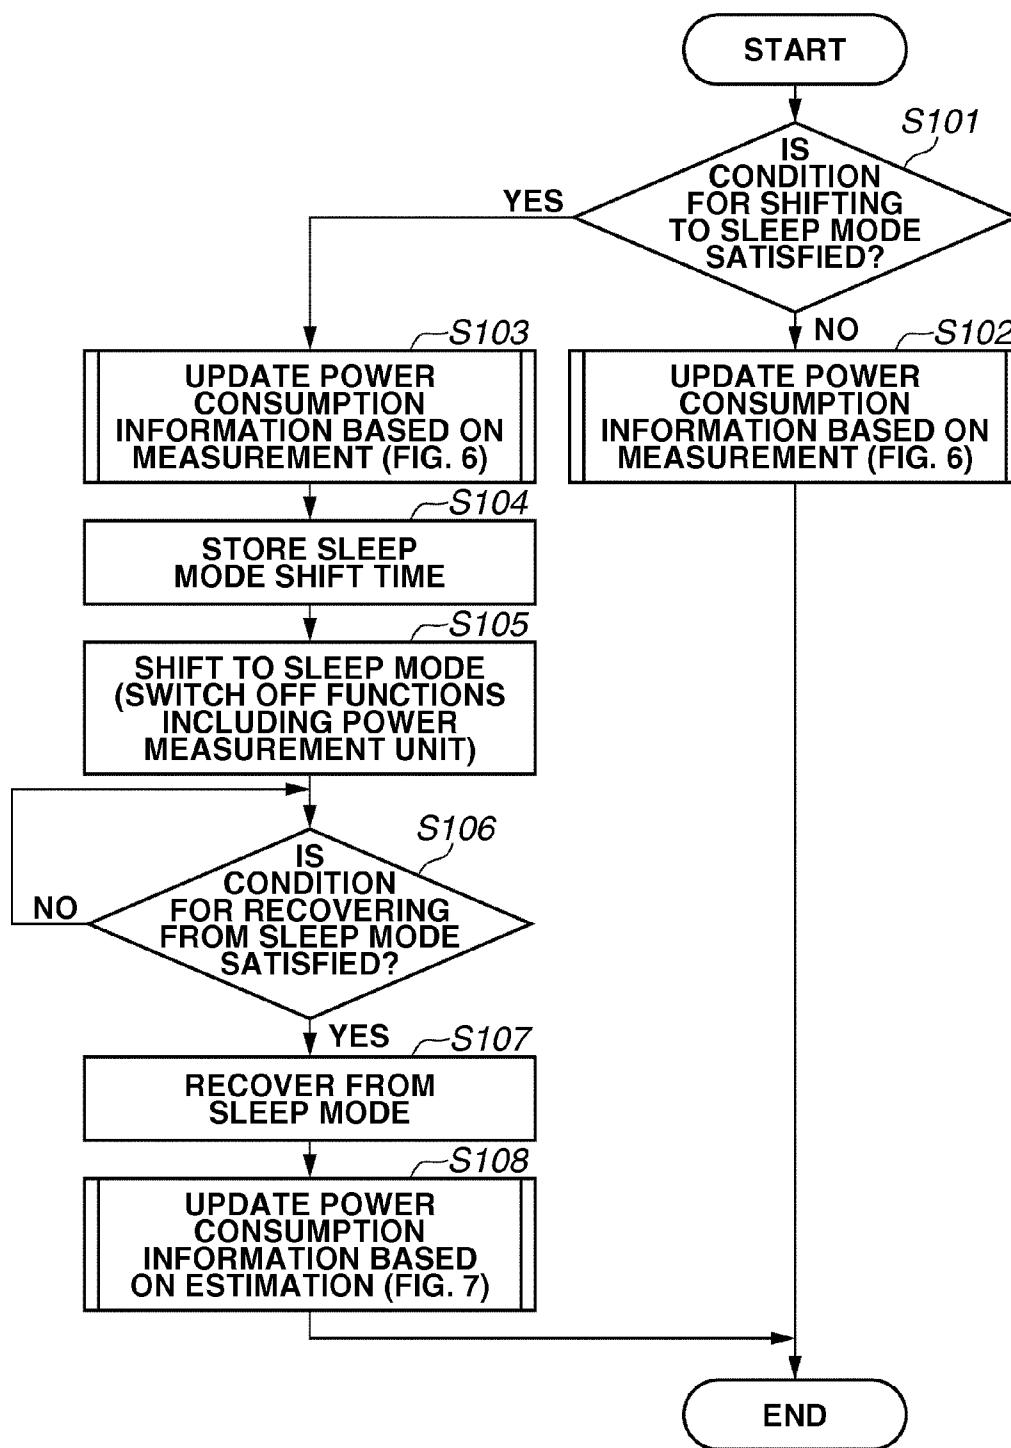 START
S101
IS
CONDITION
FOR SHIFTING
TO SLEEP MODE
SATISFIED?
YES
NO
S103
UPDATE POWER
CONSUMPTION
INFORMATION BASED ON
MEASUREMENT (FIG. 6)
S102
UPDATE POWER
CONSUMPTION
INFORMATION BASED ON
MEASUREMENT (FIG. 6)
S104
STORE SLEEP
MODE SHIFT TIME
S105
SHIFT TO SLEEP MODE
(SWITCH OFF FUNCTIONS
INCLUDING POWER
MEASUREMENT UNIT)
S106
IS
CONDITION
FOR RECOVERING
FROM SLEEP MODE
SATISFIED?
NO
YES
S107
RECOVER FROM
SLEEP MODE
S108
UPDATE POWER
CONSUMPTION
INFORMATION BASED
ON ESTIMATION (FIG. 7)
END